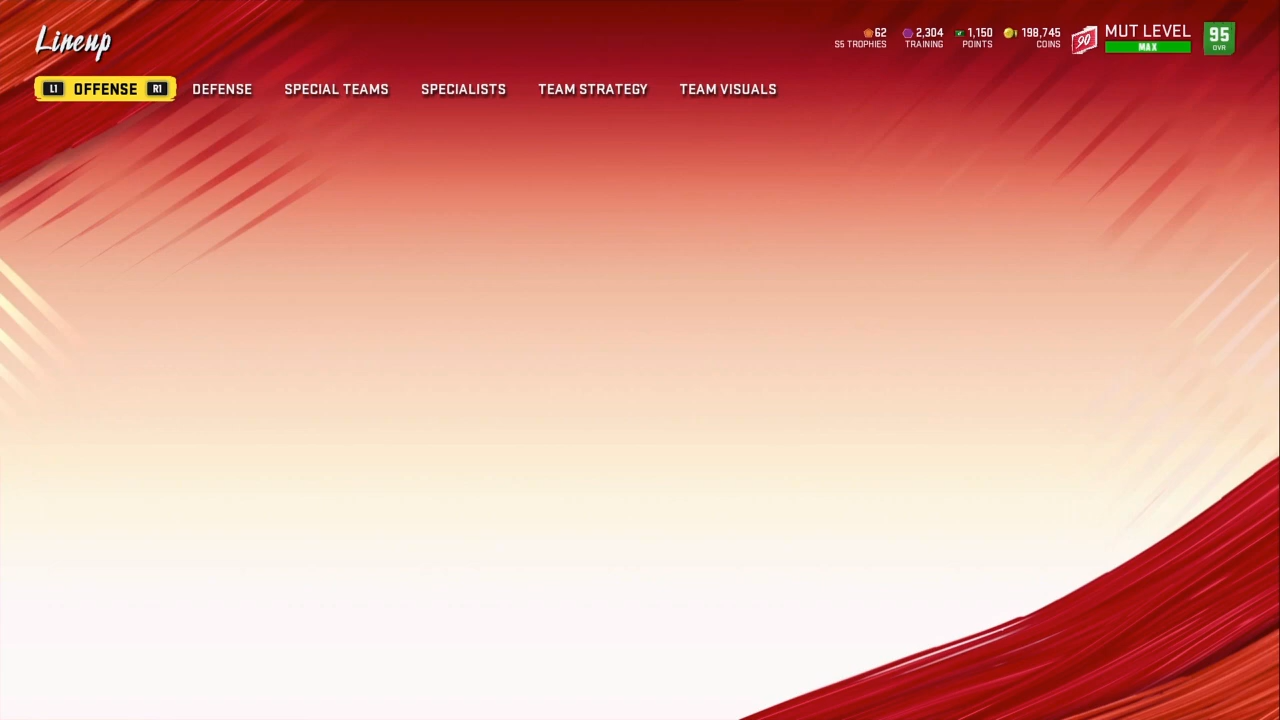 Lineup
62
S5 TROPHIES
2,304
TRAINING
1,150
POINTS
198,745
COINS
90
MUT LEVEL
MAX
95
OVR
L1 OFFENSE R1 DEFENSE SPECIAL TEAMS SPECIALISTS TEAM STRATEGY TEAM VISUALS